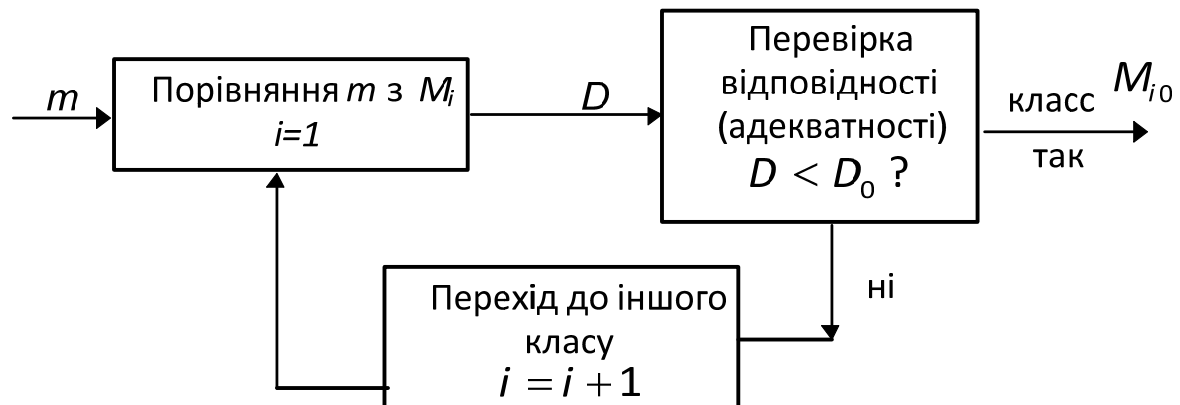 m
Порівняння m з Mᵢ
i=1
D
Перевірка
відповідності
(адекватності)
D < D₀ ?
класс
так
Mᵢ₀
ні
Перехід до іншого
класу
i = i + 1